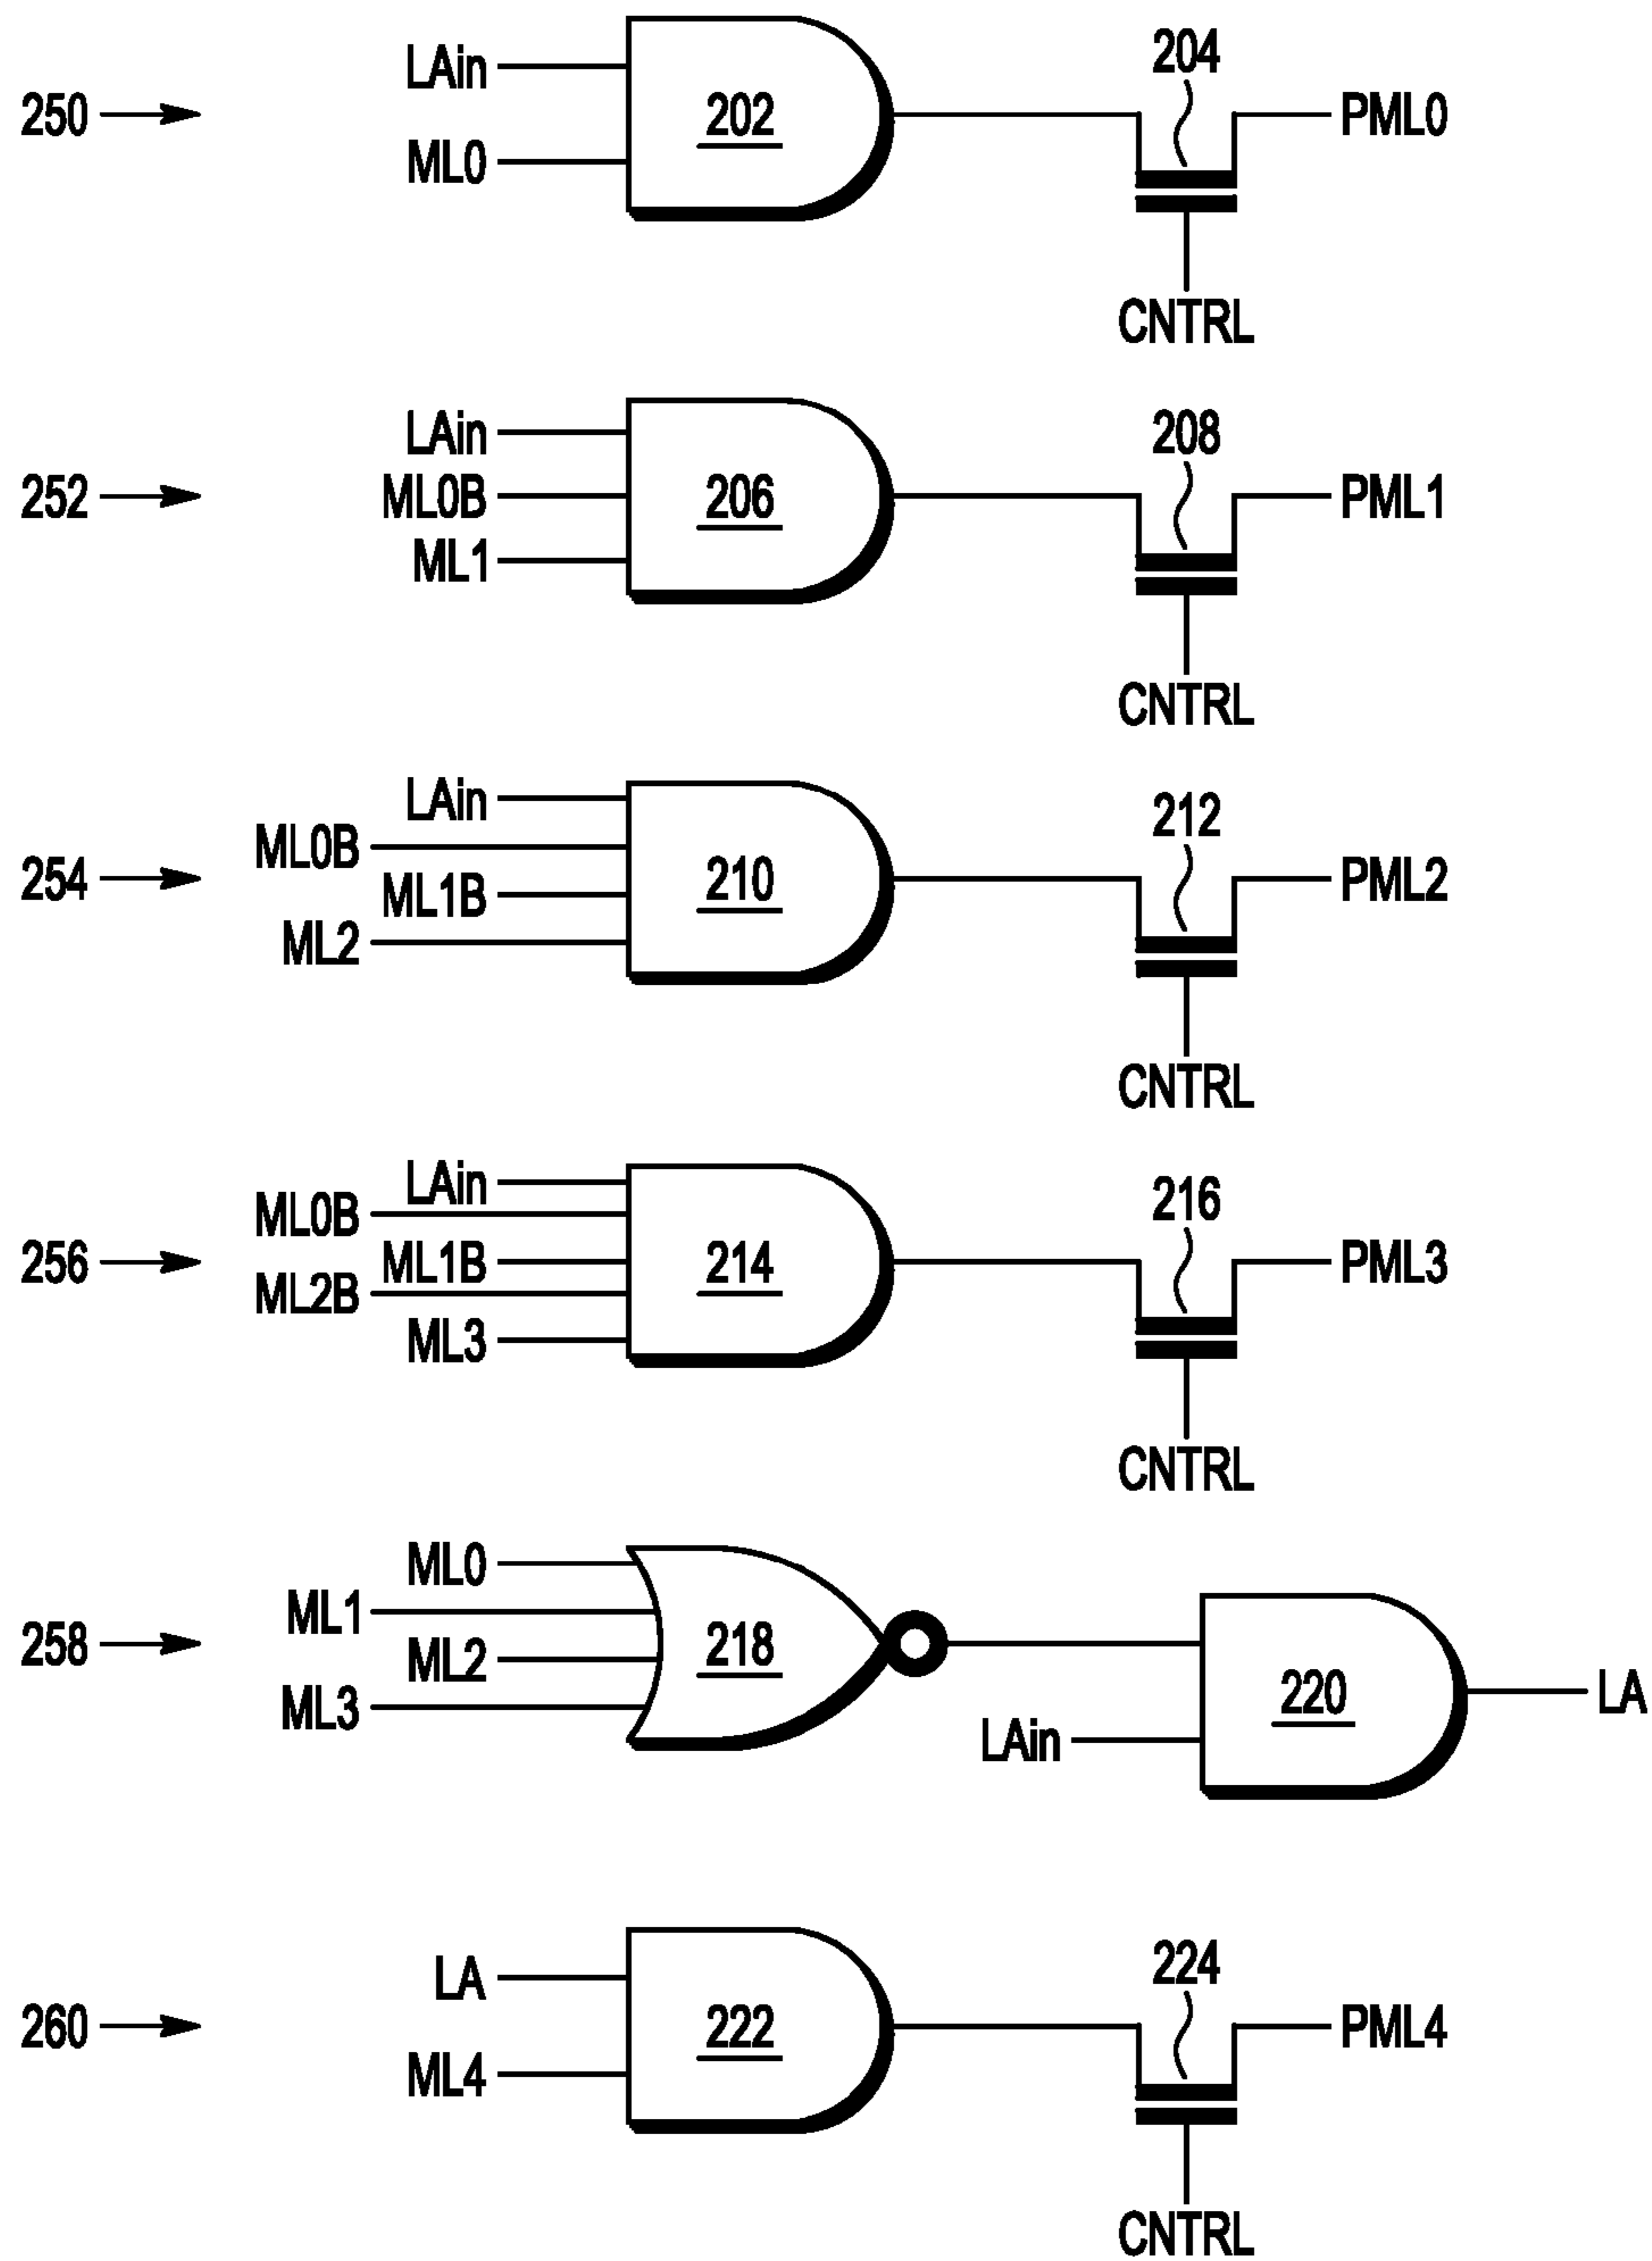 204
LAin
250
202
PML0
ML0
CNTRL
LAin
208
252
ML0B
206
PML1
ML1
CNTRL
LAin
212
ML0B
254
210
PML2
ML1B
ML2
CNTRL
LAin
216
ML0B
256
ML1B
214
PML3
ML2B
ML3
CNTRL
ML0
ML1
258
218
ML2
220
LA
ML3
LAin
LA
224
260
222
PML4
ML4
CNTRL